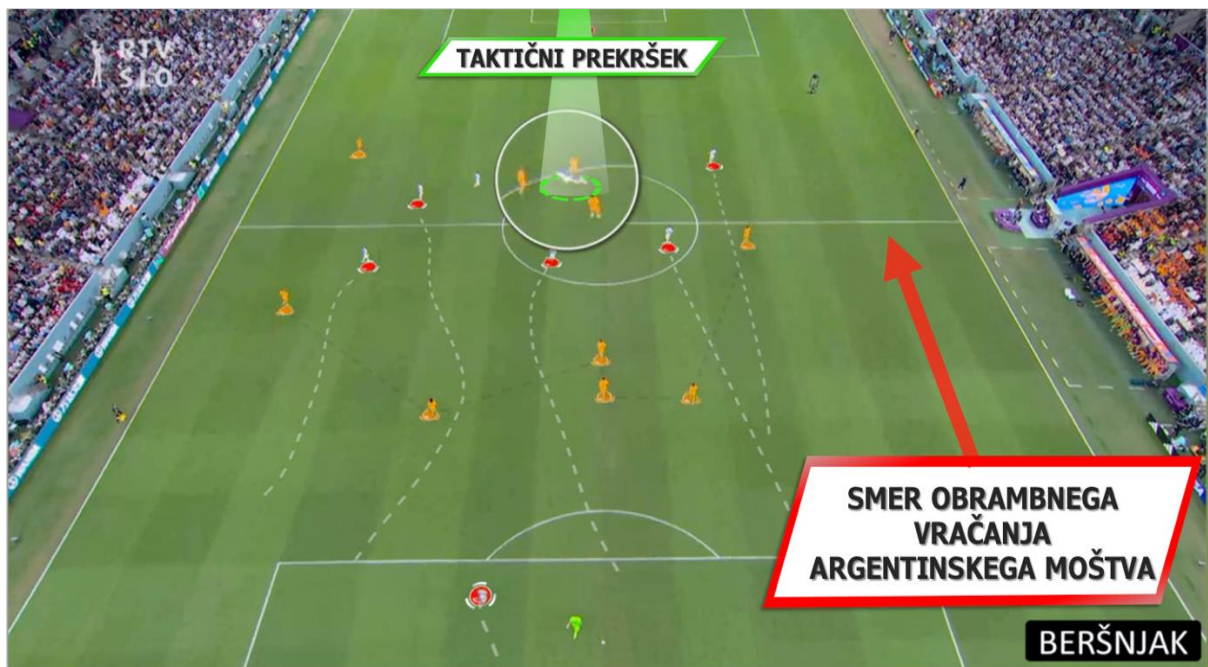 RTV
SLO
TAKTIČNI PREKRŠEK
SMER OBRAMBNEGA
VRAČANJA
ARGENTINSKEGA MOŠTVA
BERŠNJAK